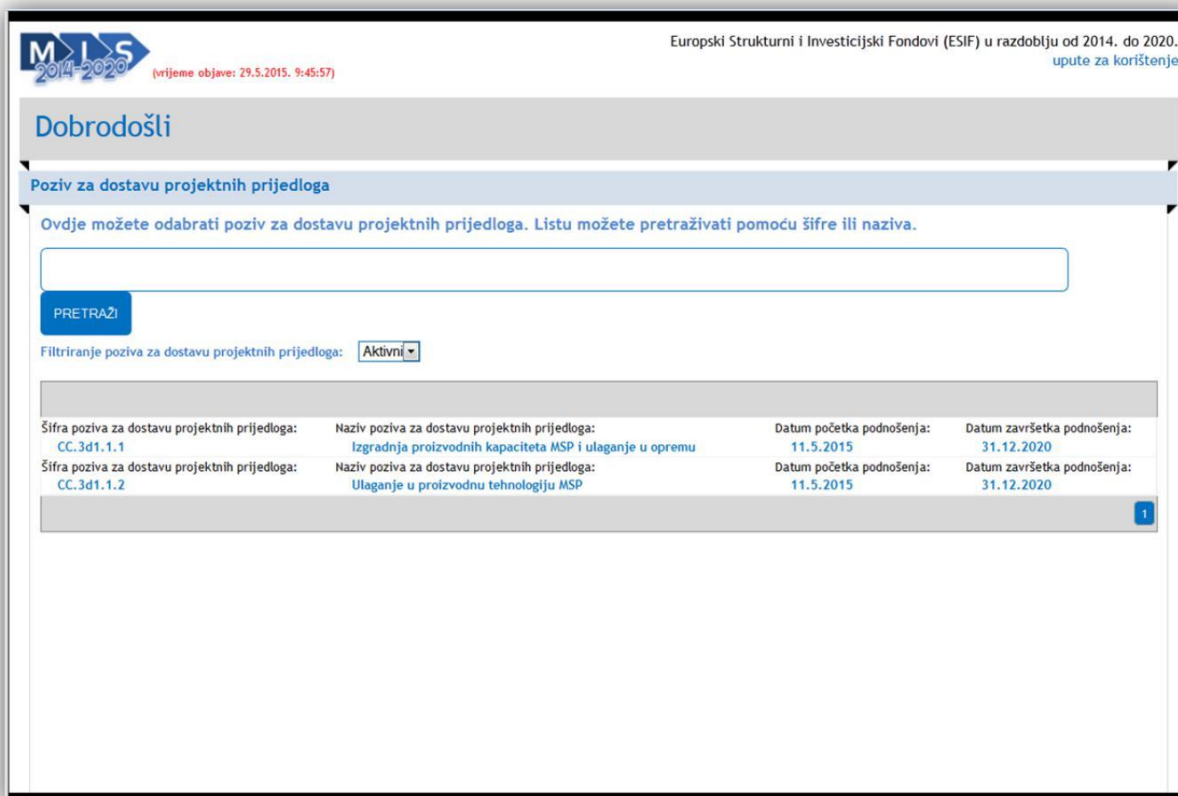 Europski Strukturni i Investicijski Fondovi (ESIF) u razdoblju od 2014. do 2020.
upute za korištenje
MIS
2014-2020
(vrijeme objave: 29.5.2015. 9:45:57)
Dobrodošli
Poziv za dostavu projektnih prijedloga
Ovdje možete odabrati poziv za dostavu projektnih prijedloga. Listu možete pretraživati pomoću šifre ili naziva.
PRETRAŽI
Filtriranje poziva za dostavu projektnih prijedloga: Aktivni
Šifra poziva za dostavu projektnih prijedloga: Naziv poziva za dostavu projektnih prijedloga: Datum početka podnošenja: Datum završetka podnošenja:
CC.3d1.1.1 Izgradnja proizvodnih kapaciteta MSP i ulaganje u opremu 11.5.2015 31.12.2020
Šifra poziva za dostavu projektnih prijedloga: Naziv poziva za dostavu projektnih prijedloga: Datum početka podnošenja: Datum završetka podnošenja:
CC.3d1.1.2 Ulaganje u proizvodnu tehnologiju MSP 11.5.2015 31.12.2020
1